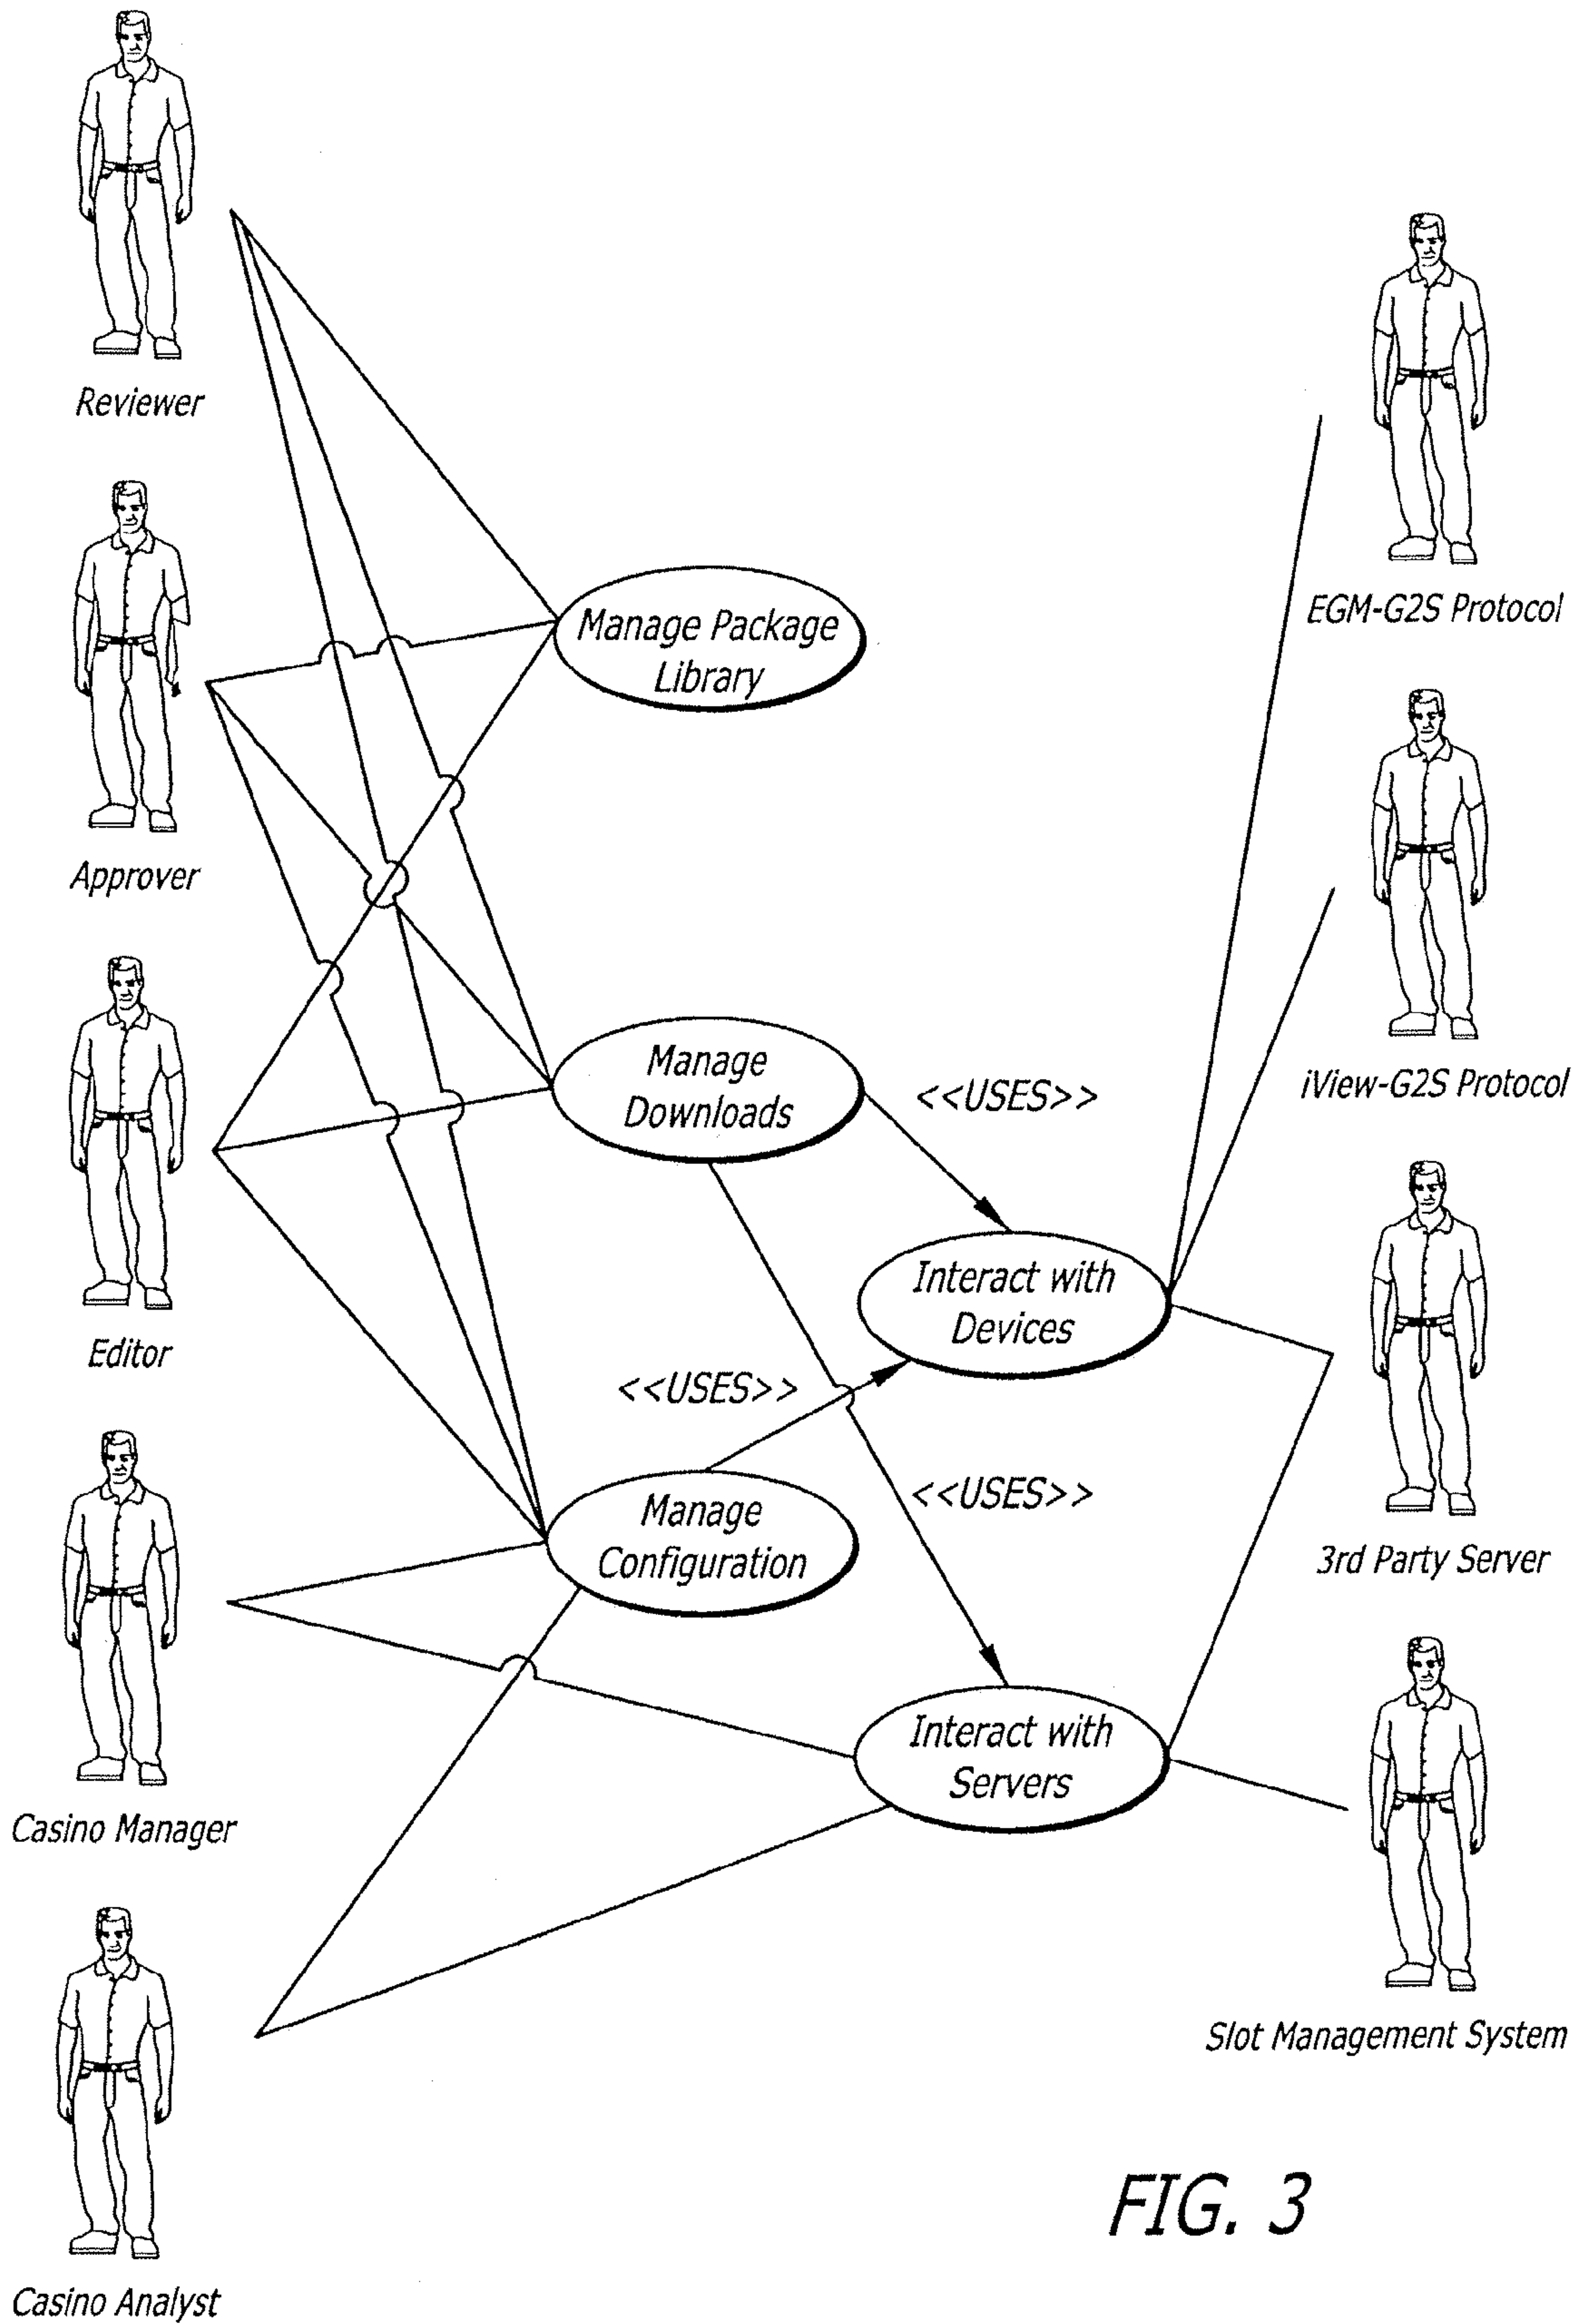 Reviewer
EGM-G2S Protocol
Manage Package
Library
Approver
iView-G2S Protocol
Manage
Downloads
<<USES>>
Interact with
Devices
Editor
<<USES>>
<<USES>>
Manage
Configuration
3rd Party Server
Interact with
Servers
Casino Manager
Slot Management System
FIG. 3
Casino Analyst